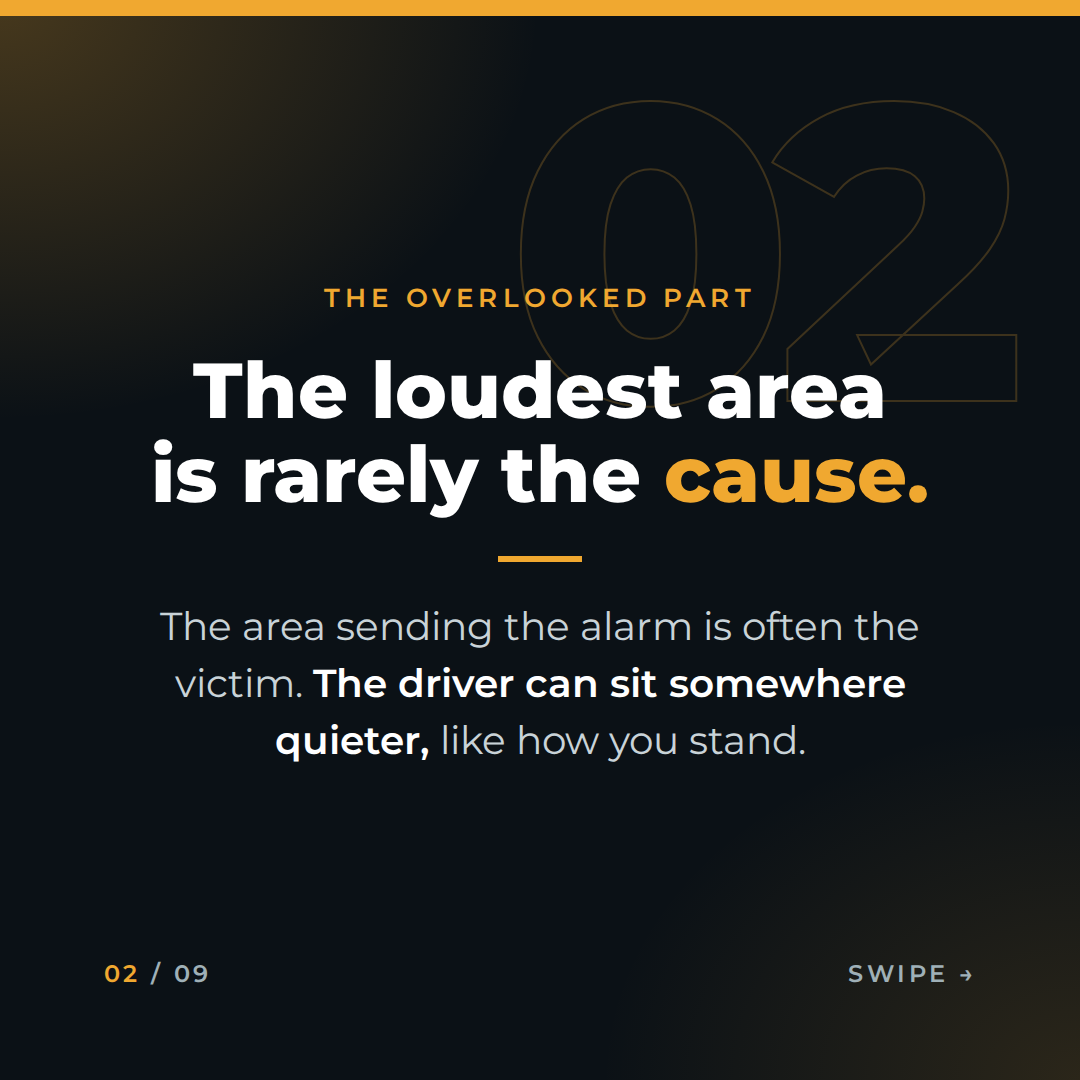 02
THE OVERLOOKED PART
The loudest area
is rarely the cause.
The area sending the alarm is often the
victim. The driver can sit somewhere
quieter, like how you stand.
02 / 09
SWIPE →